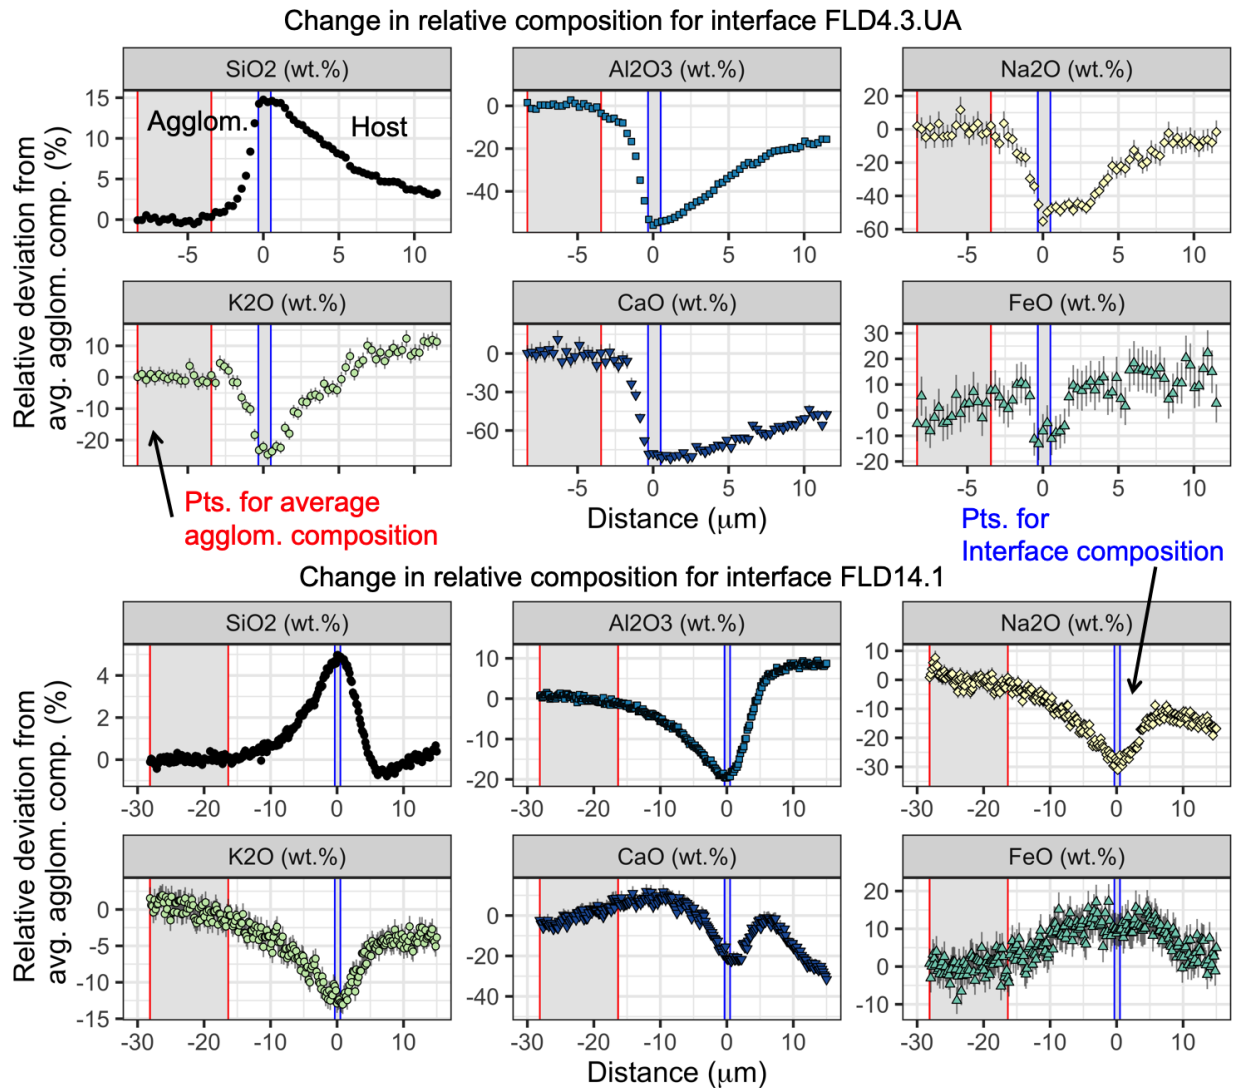 Change in relative composition for interface FLD4.3.UA
SiO2 (wt.%)
Al2O3 (wt.%)
Na2O (wt.%)
Relative deviation from
avg. agglom. comp. (%)
15
10
5
0
Agglom.
Host
-5 0 5 10
0
-20
-40
-5 0 5 10
20
0
-20
-40
-60
-5 0 5 10
K2O (wt.%)
CaO (wt.%)
FeO (wt.%)
10
0
-10
-20
0
-30
-60
-5 0 5 10
30
20
10
0
-10
-20
-5 0 5 10
Pts. for average
agglom. composition
Distance (μm)
Pts. for
Interface composition
Change in relative composition for interface FLD14.1
SiO2 (wt.%)
Al2O3 (wt.%)
Na2O (wt.%)
Relative deviation from
avg. agglom. comp. (%)
4
2
0
-30 -20 -10 0 10
10
0
-10
-20
-30 -20 -10 0 10
10
0
-10
-20
-30
-30 -20 -10 0 10
K2O (wt.%)
CaO (wt.%)
FeO (wt.%)
0
-5
-10
-15
-30 -20 -10 0 10
0
-20
-40
-30 -20 -10 0 10
20
10
0
-10
-30 -20 -10 0 10
Distance (μm)